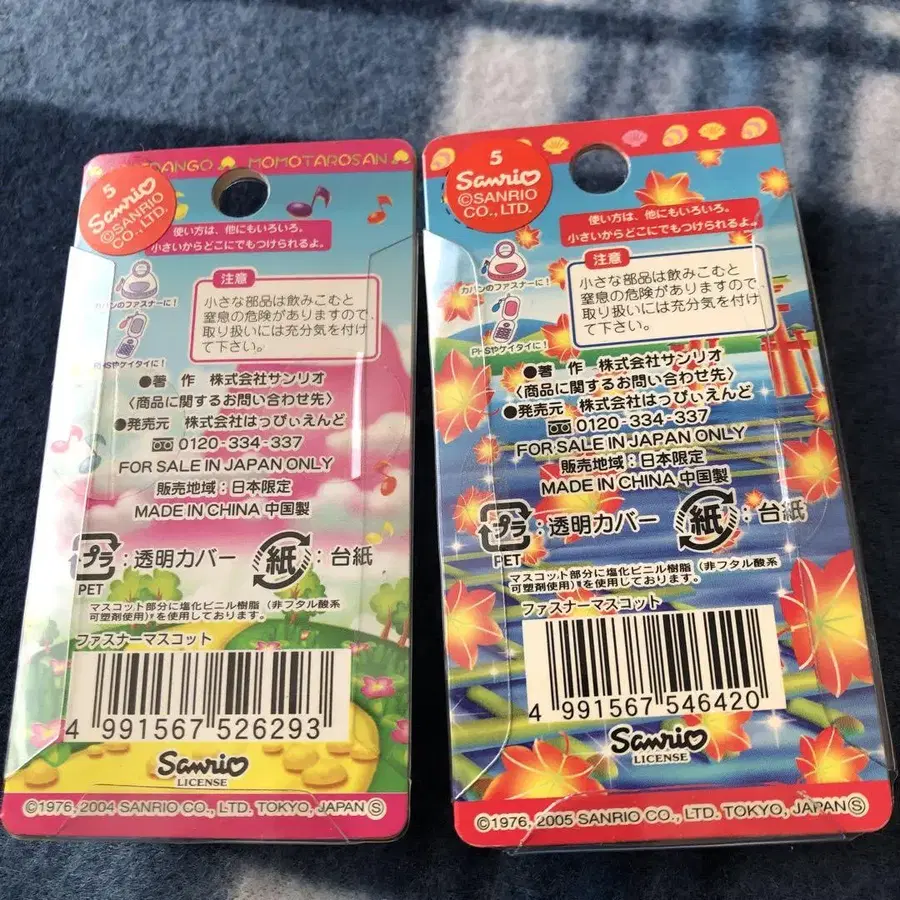 DANGO MOMOTAROSAN
5
Sanrio
©SANRIO
CO., LTD.
使い方は、他にもいろいろ。
小さいからどこにでもつけられるよ。
カバンのファスナーに!
PHSやケイタイに!
注意
小さな部品は飲みこむと
窒息の危険がありますので、
取り扱いには充分気を付け
て下さい。
●著 作 株式会社サンリオ
〈商品に関するお問い合わせ先〉
●発売元 株式会社はっぴぃえんど
0120-334-337
FOR SALE IN JAPAN ONLY
販売地域:日本限定
MADE IN CHINA 中国製
プラ:透明カバー 紙:台紙
PET
マスコット部分に塩化ビニル樹脂(非フタル酸系
可塑剤使用)を使用しております。
ファスナーマスコット
4 991567 526293
Sanrio
LICENSE
©1976, 2004 SANRIO CO., LTD. TOKYO, JAPAN Ⓢ
5
Sanrio
©SANRIO
CO., LTD.
使い方は、他にもいろいろ。
小さいからどこにでもつけられるよ。
カバンのファスナーに!
PHSやケイタイに!
注意
小さな部品は飲みこむと
窒息の危険がありますので、
取り扱いには充分気を付け
て下さい。
●著 作 株式会社サンリオ
〈商品に関するお問い合わせ先〉
●発売元 株式会社はっぴぃえんど
0120-334-337
FOR SALE IN JAPAN ONLY
販売地域:日本限定
MADE IN CHINA 中国製
プラ:透明カバー 紙:台紙
PET
マスコット部分に塩化ビニル樹脂(非フタル酸系
可塑剤使用)を使用しております。
ファスナーマスコット
4 991567 546420
Sanrio
LICENSE
©1976, 2005 SANRIO CO., LTD. TOKYO, JAPAN Ⓢ